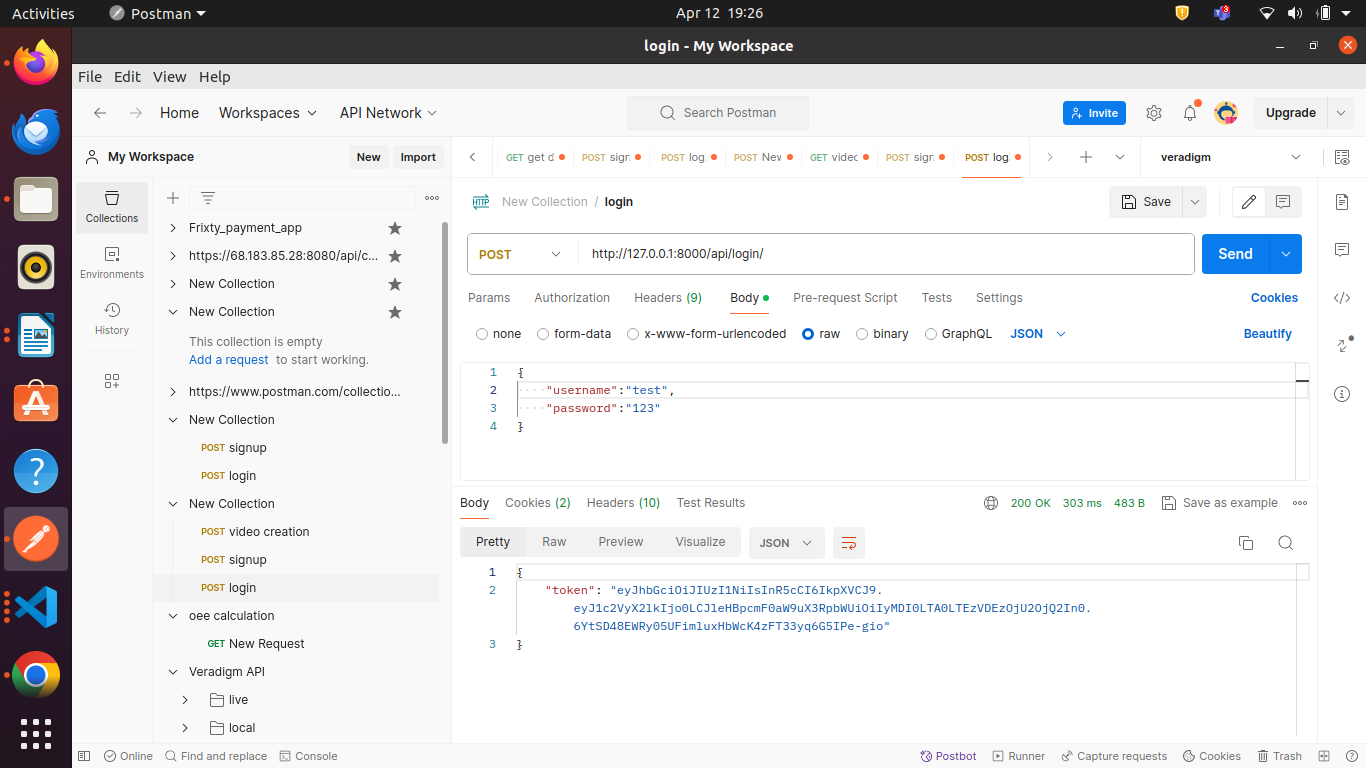 Activities Postman Apr 12 19:26 3
login - My Workspace
File Edit View Help
Home Workspaces API Network Search Postman Invite Upgrade
My Workspace New Import
GET get d POST sign POST logi POST New POST sign POST logi
GET video
veradigm
Collections
Environments
History
Frixty_payment_app
https://68.183.85.28:8080/api/c...
New Collection
New Collection
This collection is empty
Add a request to start working.
https://www.postman.com/collectio...
New Collection
POST signup
POST login
New Collection
POST video creation
POST signup
POST login
oee calculation
GET New Request
Veradigm API
live
local
HTTP New Collection / login Save
POST http://127.0.0.1:8000/api/login/ Send
Params Authorization Headers (9) Body Pre-request Script Tests Settings Cookies
none form-data x-www-form-urlencoded raw binary GraphQL JSON Beautify
1 {
2 "username":"test",
3 "password":"123"
4 }
Body Cookies (2) Headers (10) Test Results 200 OK 303 ms 483 B Save as example
Pretty Raw Preview Visualize JSON
1 {
2 "token": "eyJhbGciOiJIUzI1NiIsInR5cCI6IkpXVCJ9.
eyJ1c2VyX2lkIjo0LCJleHBpcmF0aW9uX3RpbWUiOiIyMDI0LTA0LTEzVDEzOjU2OjQ2In0.
6YtSD48EWRy05UFimluxHbWcK4zFT33yq6G5IPe-gio"
3 }
Online Find and replace Console Postbot Runner Capture requests Cookies Trash